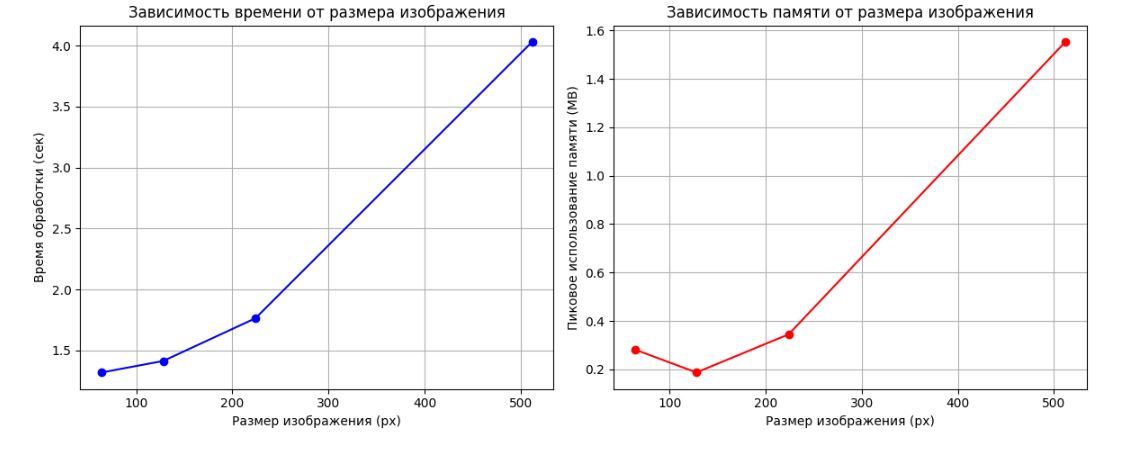 Зависимость времени от размера изображения
4.0
3.5
3.0
2.5
2.0
1.5
Время обработки (сек)
100 200 300 400 500
Размер изображения (px)
Зависимость памяти от размера изображения
1.6
1.4
1.2
1.0
0.8
0.6
0.4
0.2
Пиковое использование памяти (MB)
100 200 300 400 500
Размер изображения (px)